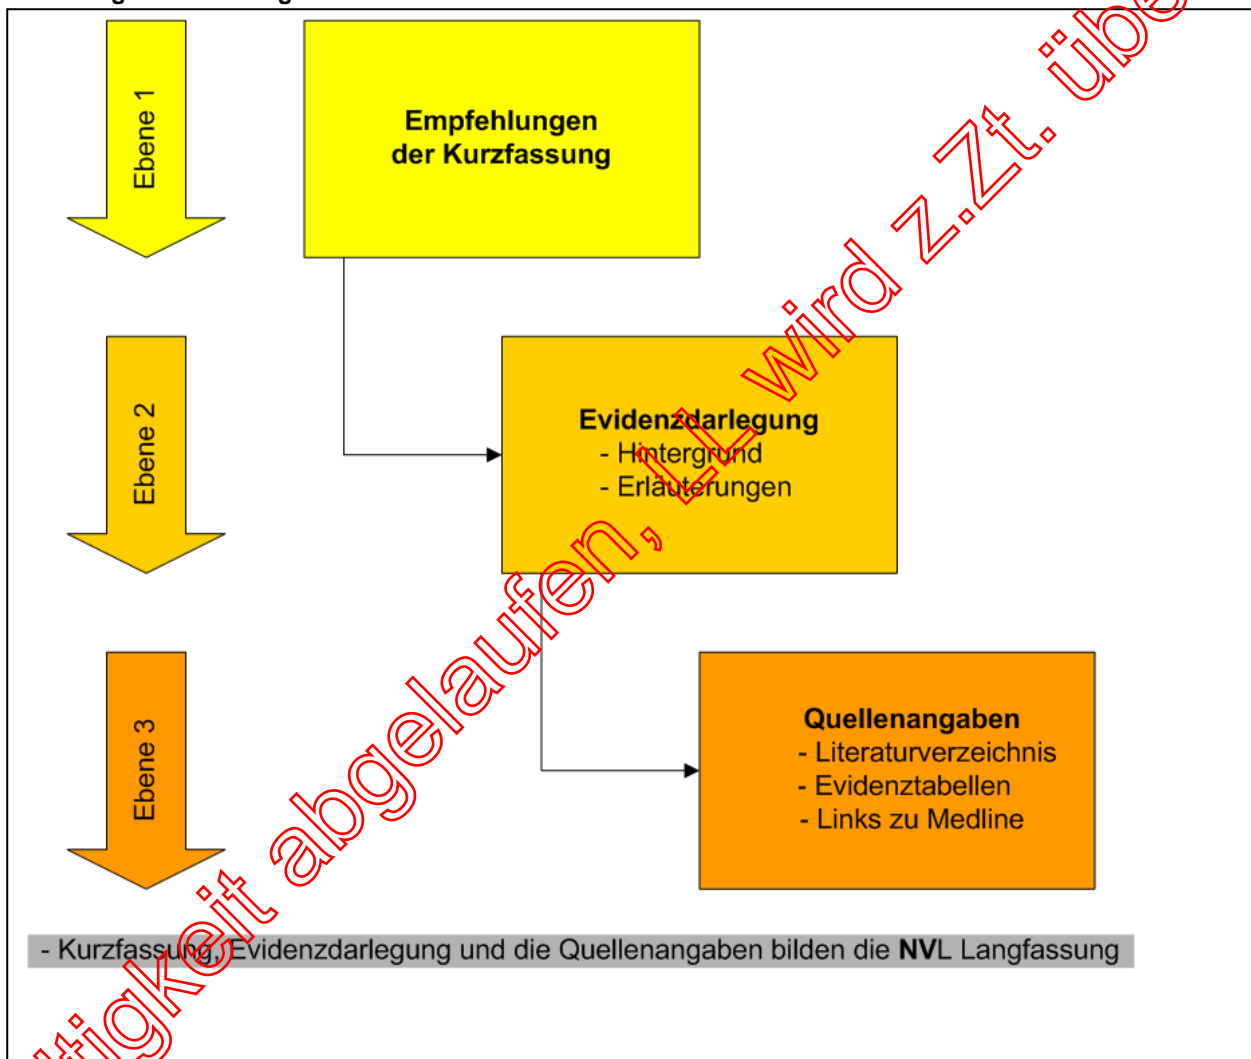 Ebene 1
Empfehlungen
der Kurzfassung
Ebene 2
Evidenzdarlegung
- Hintergrund
- Erläuterungen
Ebene 3
Quellenangaben
- Literaturverzeichnis
- Evidenztabellen
- Links zu Medline
- Kurzfassung, Evidenzdarlegung und die Quellenangaben bilden die NVL Langfassung
abgelaufen, LL wird z.Zt.